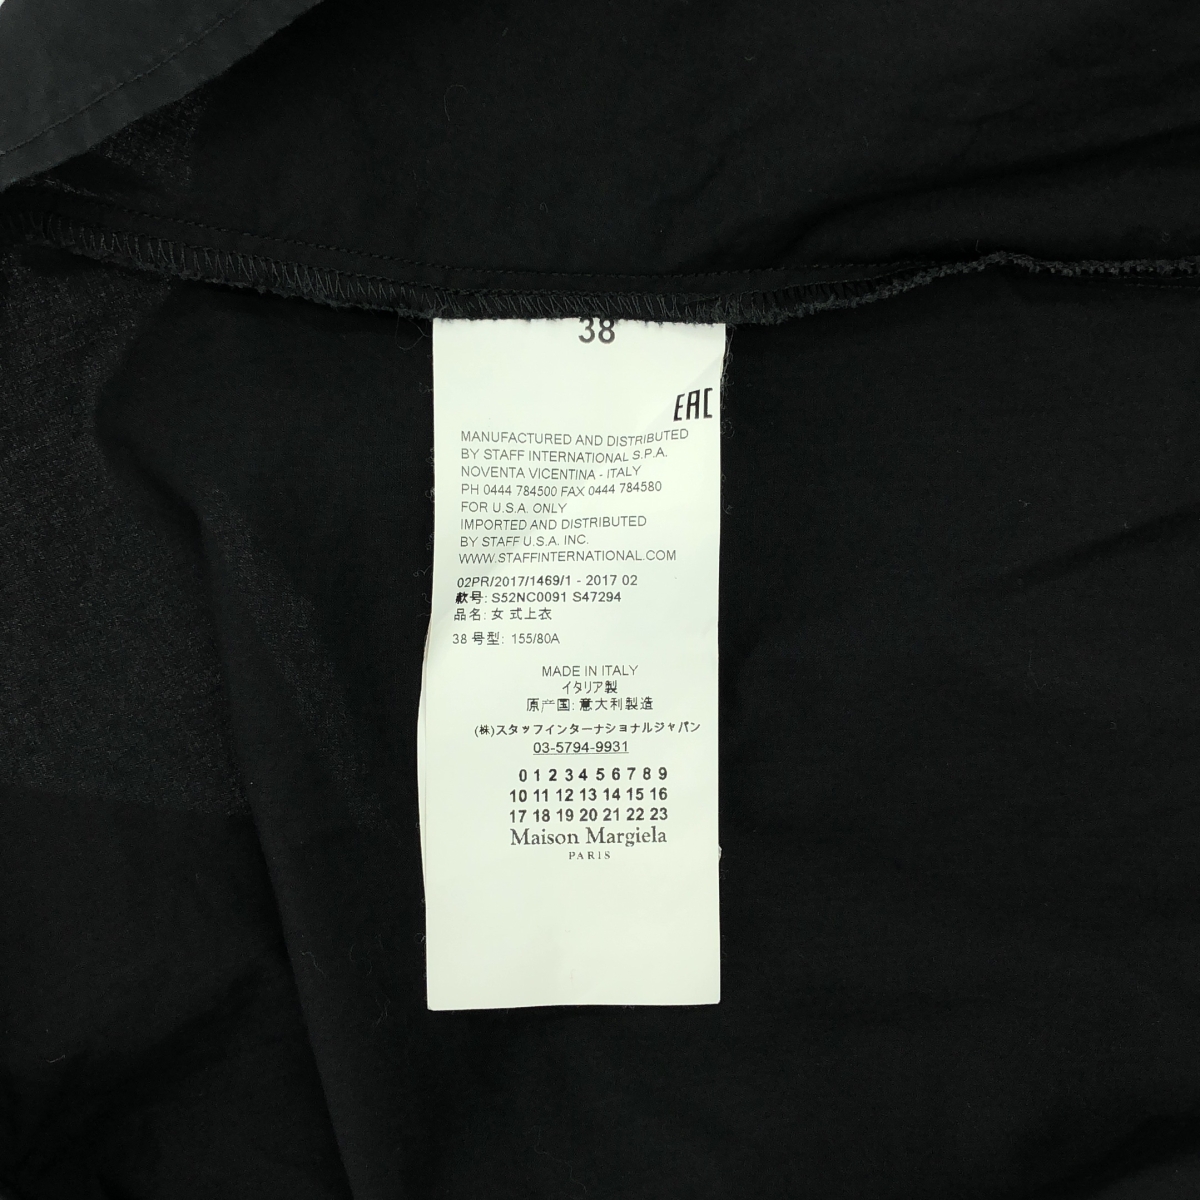 38
EAC
MANUFACTURED AND DISTRIBUTED
BY STAFF INTERNATIONAL S.P.A.
NOVENTA VICENTINA - ITALY
PH 0444 784500 FAX 0444 784580
FOR U.S.A. ONLY
IMPORTED AND DISTRIBUTED
BY STAFF U.S.A. INC.
WWW.STAFFINTERNATIONAL.COM
02PR/2017/1469/1 - 2017 02
款号: S52NC0091 S47294
品名: 女式上衣
38 号型: 155/80A
MADE IN ITALY
イタリア製
原产国: 意大利製造
(株)スタッフインターナショナルジャパン
03-5794-9931
0 1 2 3 4 5 6 7 8 9
10 11 12 13 14 15 16
17 18 19 20 21 22 23
Maison Margiela
PARIS